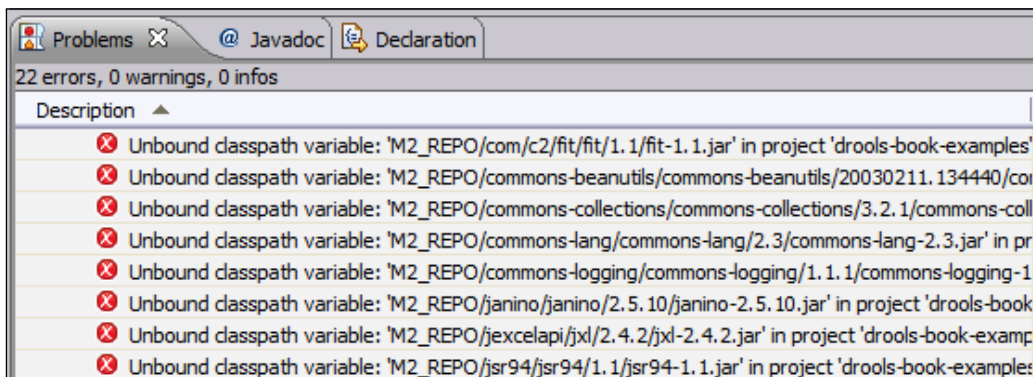 Problems @ Javadoc Declaration
22 errors, 0 warnings, 0 infos
Description
Unbound classpath variable: 'M2_REPO/com/c2/fit/fit/1.1/fit-1.1.jar' in project 'drools-book-examples'
Unbound classpath variable: 'M2_REPO/commons-beanutils/commons-beanutils/20030211.134440/co
Unbound classpath variable: 'M2_REPO/commons-collections/commons-collections/3.2.1/commons-coll
Unbound classpath variable: 'M2_REPO/commons-lang/commons-lang/2.3/commons-lang-2.3.jar' in pr
Unbound classpath variable: 'M2_REPO/commons-logging/commons-logging/1.1.1/commons-logging-1
Unbound classpath variable: 'M2_REPO/janino/janino/2.5.10/janino-2.5.10.jar' in project 'drools-book
Unbound classpath variable: 'M2_REPO/jexcelapi/jxl/2.4.2/jxl-2.4.2.jar' in project 'drools-book-examp
Unbound classpath variable: 'M2_REPO/jsr94/jsr94/1.1/jsr94-1.1.jar' in project 'drools-book-examples